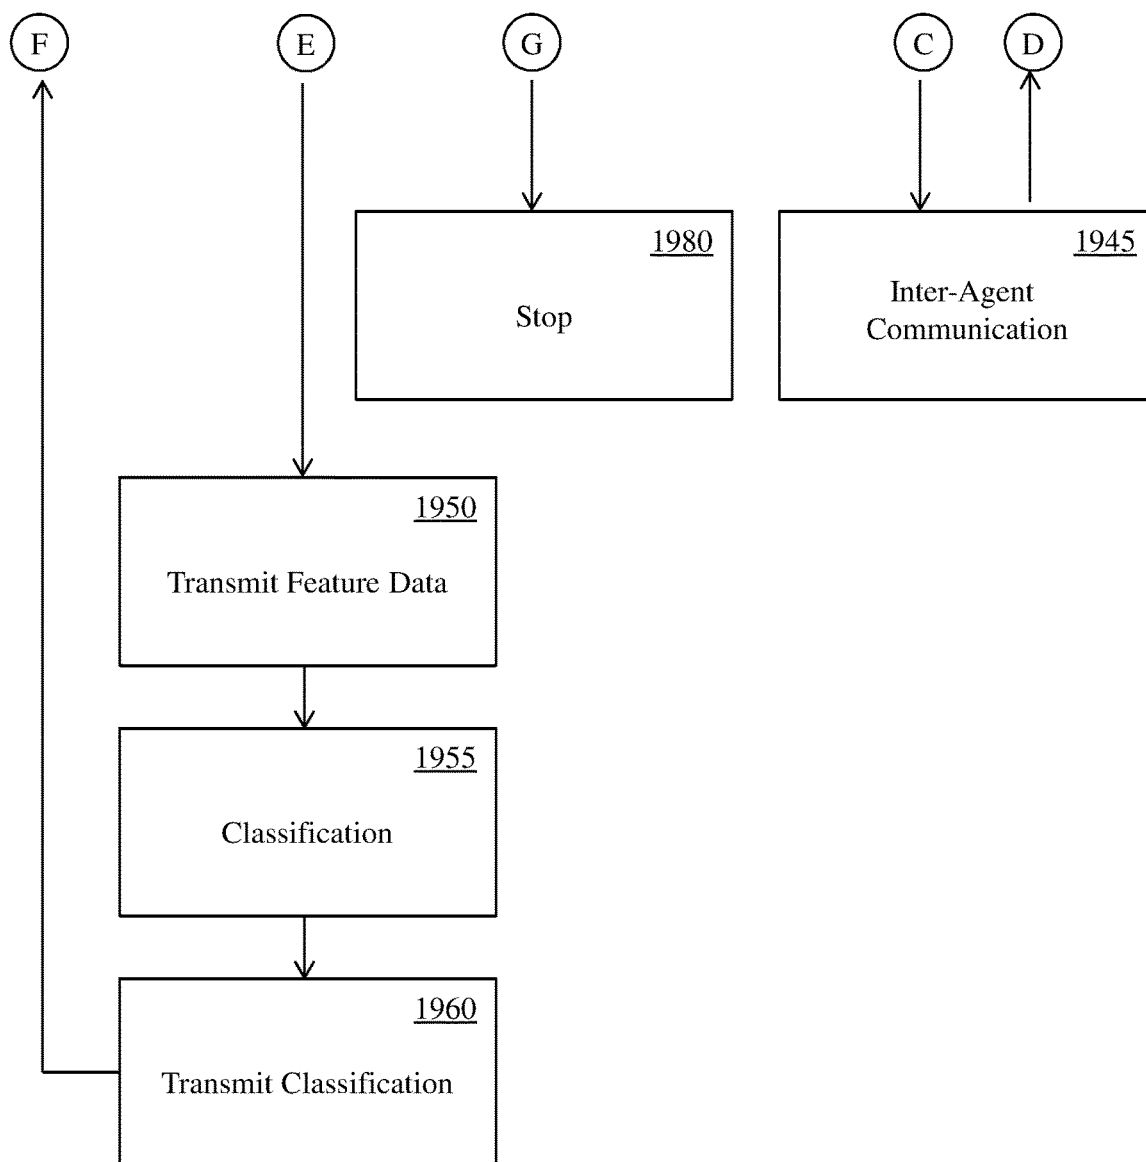 F
E
G
C
D
1980
Stop
1945
Inter-Agent
Communication
1950
Transmit Feature Data
1955
Classification
1960
Transmit Classification